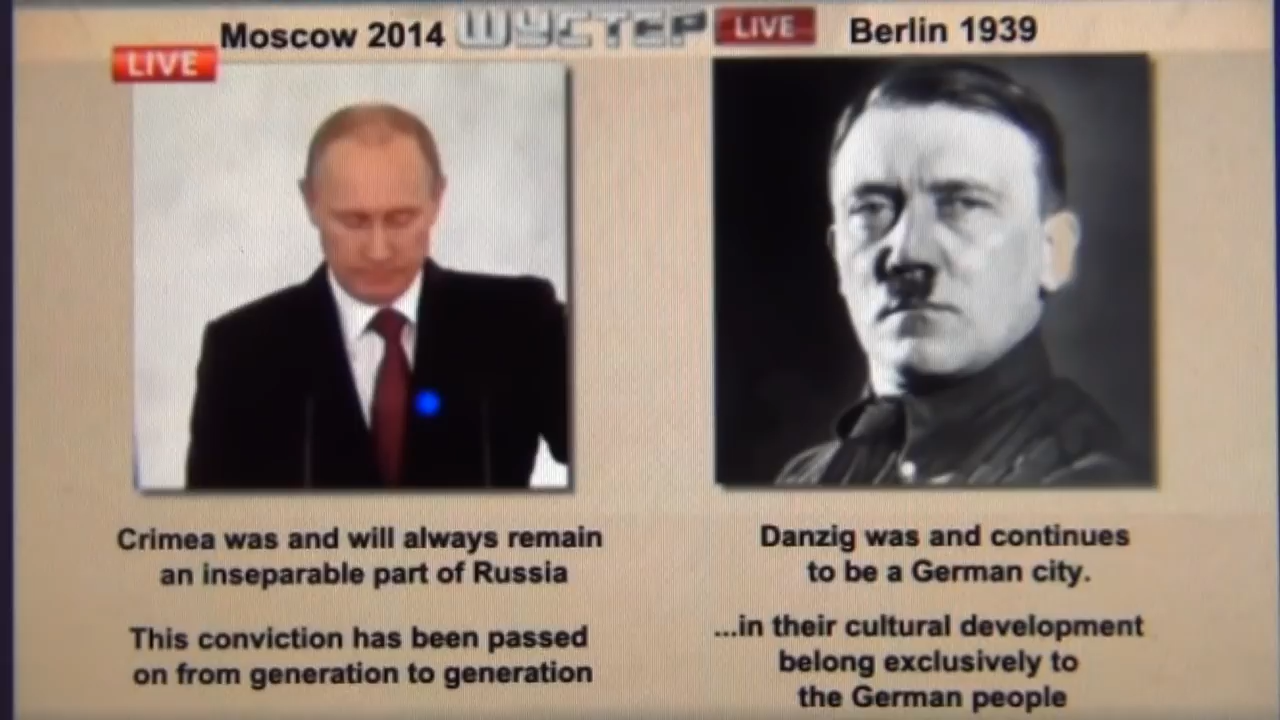 Moscow 2014
ШУСТЕР LIVE
Berlin 1939
LIVE
Crimea was and will always remain
an inseparable part of Russia
This conviction has been passed
on from generation to generation
Danzig was and continues
to be a German city.
...in their cultural development
belong exclusively to
the German people